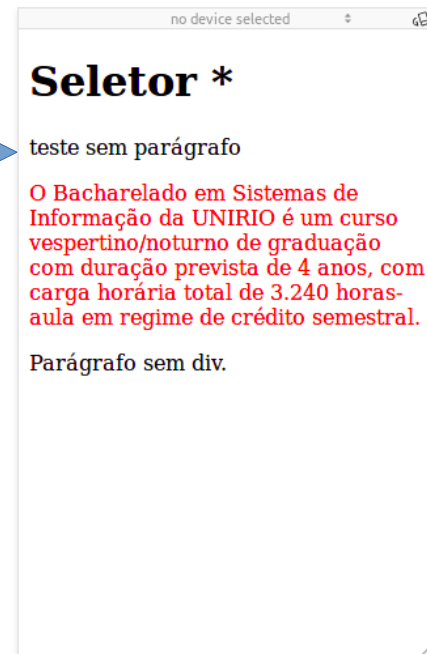 no device selected
Seletor *
teste sem parágrafo
O Bacharelado em Sistemas de
Informação da UNIRIO é um curso
vespertino/noturno de graduação
com duração prevista de 4 anos, com
carga horária total de 3.240 horas-
aula em regime de crédito semestral.
Parágrafo sem div.